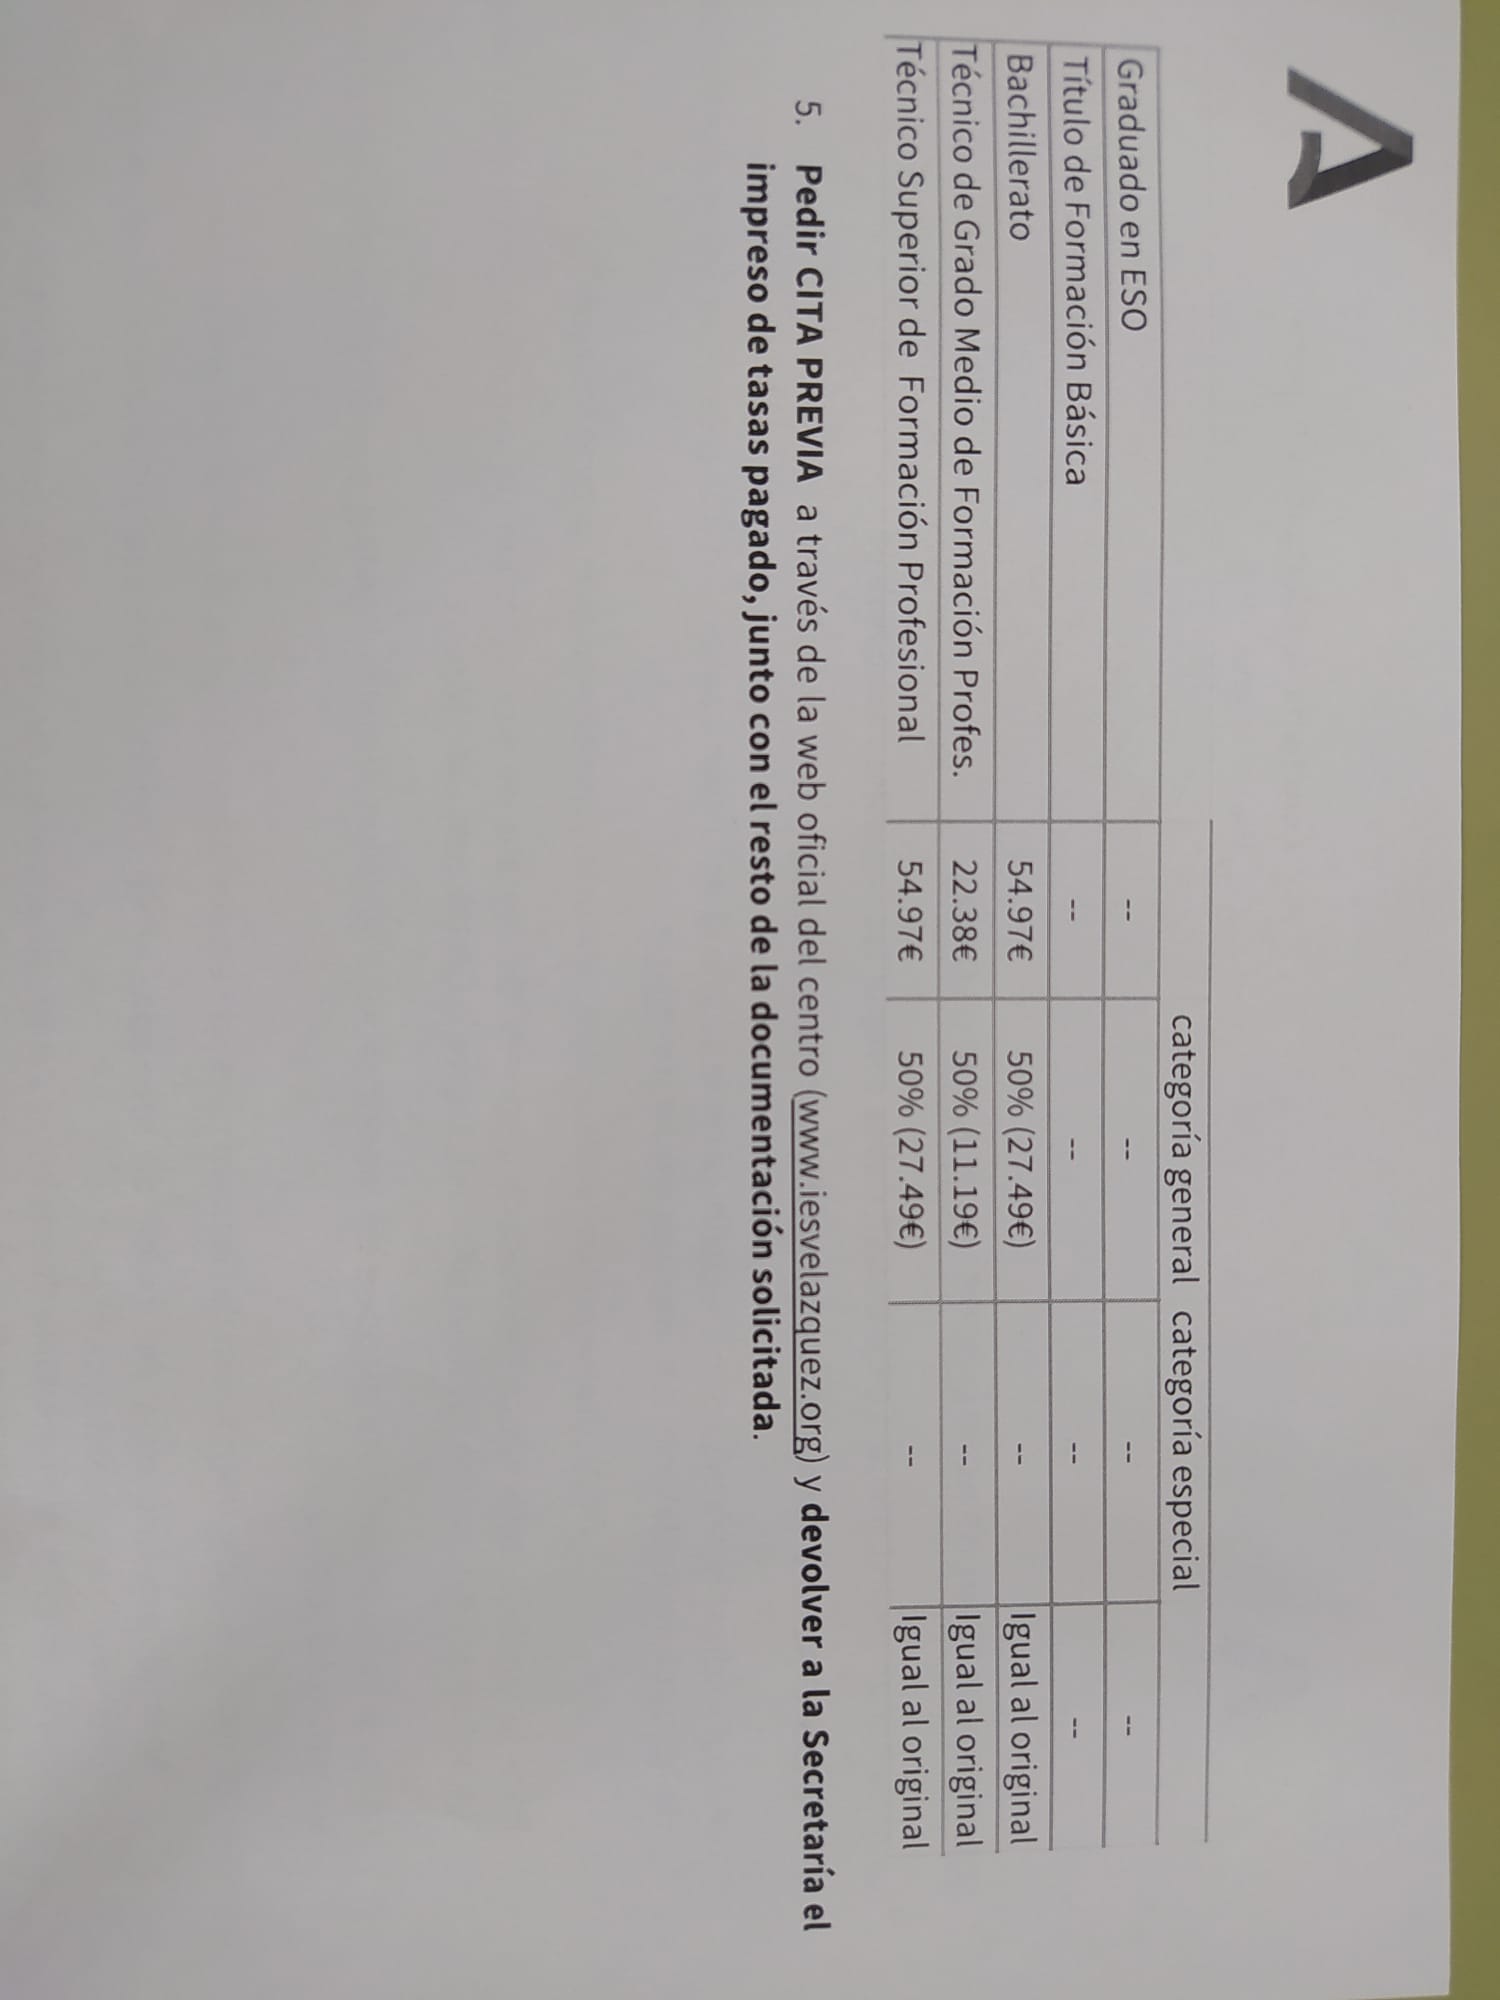 categoría general categoría especial
Graduado en ESO -- -- -- --
Título de Formación Básica -- -- -- --
Bachillerato 54.97€ 50% (27.49€) -- Igual al original
Técnico de Grado Medio de Formación Profes. 22.38€ 50% (11.19€) -- Igual al original
Técnico Superior de Formación Profesional 54.97€ 50% (27.49€) -- Igual al original
5. Pedir CITA PREVIA a través de la web oficial del centro (www.iesvelazquez.org) y devolver a la Secretaría el
impreso de tasas pagado, junto con el resto de la documentación solicitada.